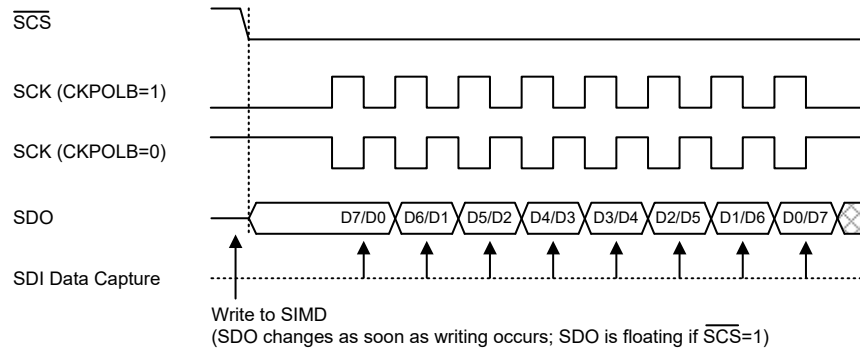 SCS
SCK (CKPOLB=1)
SCK (CKPOLB=0)
SDO D7/D0 D6/D1 D5/D2 D4/D3 D3/D4 D2/D5 D1/D6 D0/D7
SDI Data Capture
Write to SIMD
(SDO changes as soon as writing occurs; SDO is floating if SCS=1)